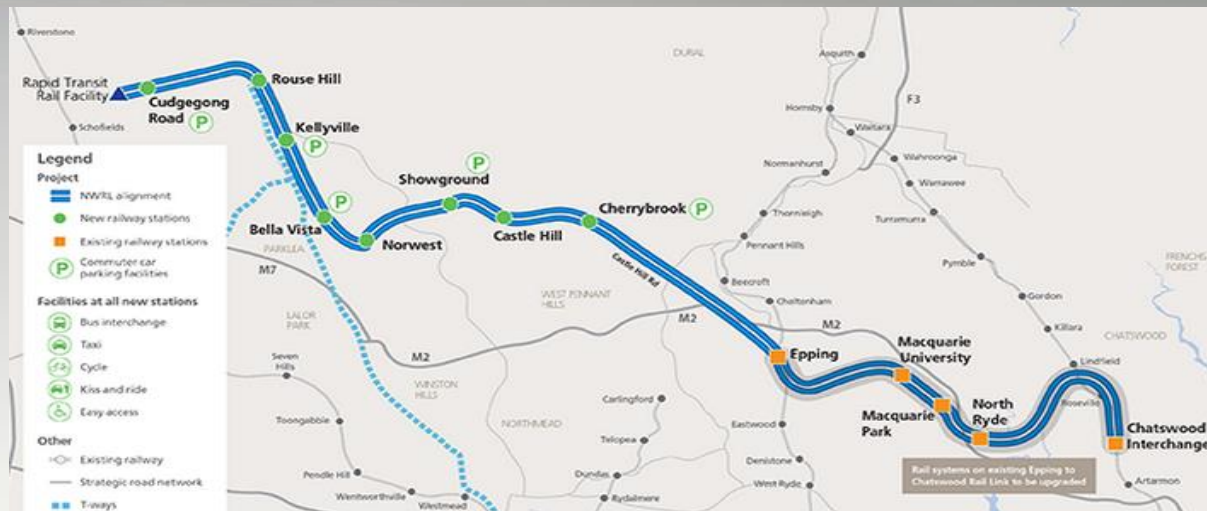 Riverstone
Rapid Transit
Rail Facility
Cudgegong
Road
P
Schofields
Rouse Hill
Kellyville
P
Showground
P
Bella Vista
P
Norwest
Castle Hill
Cherrybrook
P
Castle Hill Rd
DURAL
Asquith
F3
Hornsby
Waitara
Normanhurst
Wahroonga
Warrawee
Thornleigh
Turramurra
Pennant Hills
Pymble
FRENCHS
FOREST
Beecroft
Cheltenham
Gordon
Killara
CHATSWOOD
PARKLEA
M7
WEST PENNANT
HILLS
LALOR
PARK
M2
M2
M2
Epping
Macquarie
University
Macquarie
Park
North
Ryde
Lindfield
Roseville
Chatswood
Interchange
Artarmon
Seven
Hills
WINSTON
HILLS
Toongabbie
NORTHMEAD
Carlingford
Telopea
Eastwood
Pendle Hill
Dundas
Denistone
Wentworthville
Westmead
Rydalmere
West Ryde
Rail systems on existing Epping to
Chatswood Rail Link to be upgraded
Legend
Project
NWRL alignment
New railway stations
Existing railway stations
P
Commuter car
parking facilities
Facilities at all new stations
Bus interchange
Taxi
Cycle
Kiss and ride
Easy access
Other
Existing railway
Strategic road network
T-ways